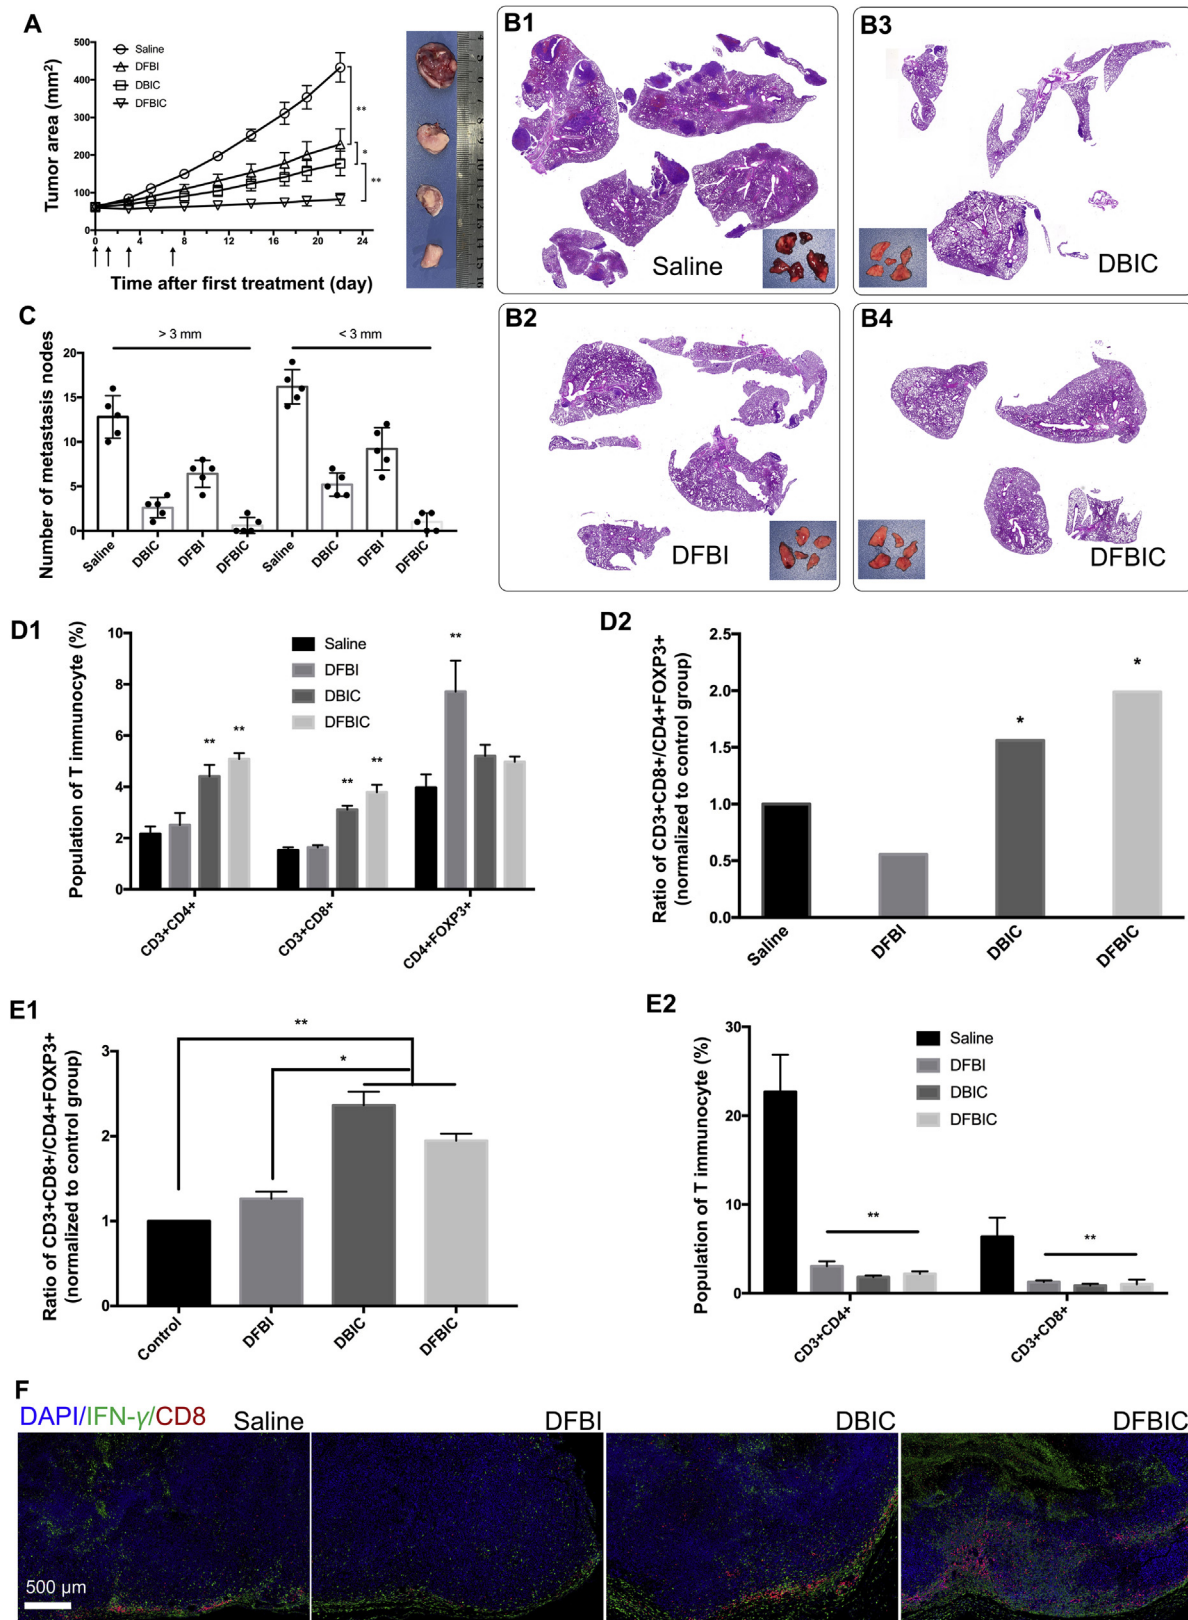 A
Tumor area (mm²)
500
400
300
200
100
0
Saline
DFBI
DBIC
DFBIC
**
*
**
0 4 8 12 16 20 24
Time after first treatment (day)
B1
Saline
B3
DBIC
B2
DFBI
B4
DFBIC
C
> 3 mm
< 3 mm
Number of metastasis nodes
20
15
10
5
0
Saline
DBIC
DFBI
DFBIC
Saline
DBIC
DFBI
DFBIC
D1
Population of T immunocyte (%)
10
8
6
4
2
0
Saline
DFBI
DBIC
DFBIC
** **
** **
**
CD3+CD4+
CD3+CD8+
CD4+FOXP3+
D2
Ratio of CD3+CD8+/CD4+FOXP3+
(normalized to control group)
2.5
2.0
1.5
1.0
0.5
0.0
*
*
Saline
DFBI
DBIC
DFBIC
E1
Ratio of CD3+CD8+/CD4+FOXP3+
(normalized to control group)
3
2
1
0
**
*
Control
DFBI
DBIC
DFBIC
E2
Population of T immunocyte (%)
30
20
10
0
Saline
DFBI
DBIC
DFBIC
**
**
CD3+CD4+
CD3+CD8+
F
DAPI/IFN-γ/CD8
Saline
DFBI
DBIC
DFBIC
500 µm